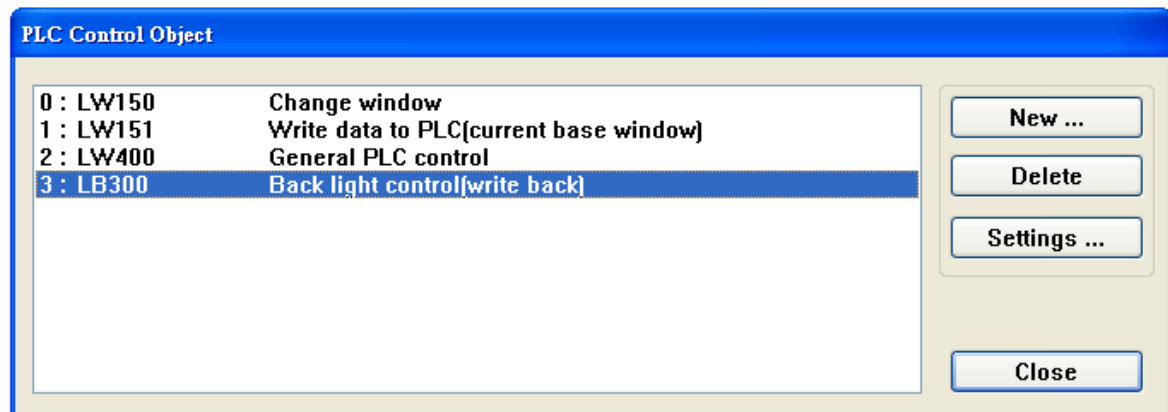 PLC Control Object
0 : LW150 Change window
1 : LW151 Write data to PLC(current base window)
2 : LW400 General PLC control
3 : LB300 Back light control(write back)
New ...
Delete
Settings ...
Close